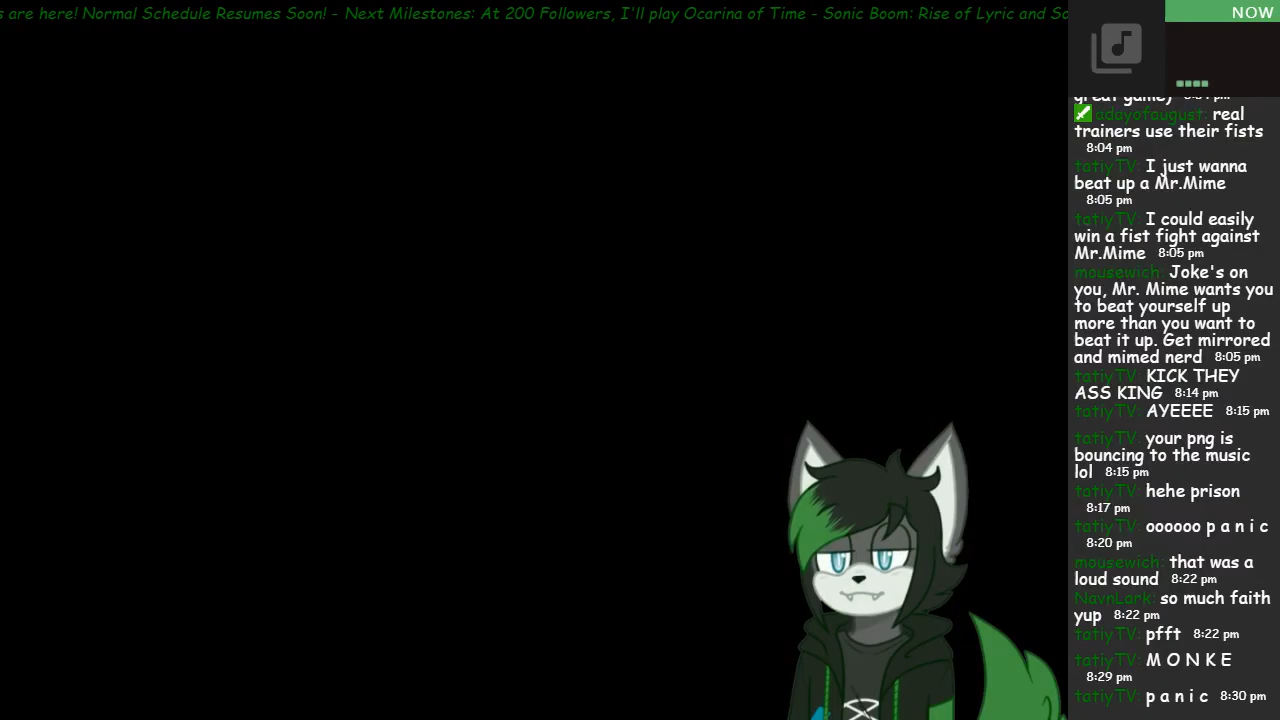 s are here! Normal Schedule Resumes Soon! - Next Milestones: At 200 Followers, I'll play Ocarina of Time - Sonic Boom: Rise of Lyric and So
NOW
great game)
adayofaugust: real
trainers use their fists
8:04 pm
tatiyTV: I just wanna
beat up a Mr.Mime
8:05 pm
tatiyTV: I could easily
win a fist fight against
Mr.Mime 8:05 pm
mousewich: Joke's on
you, Mr. Mime wants you
to beat yourself up
more than you want to
beat it up. Get mirrored
and mimed nerd 8:05 pm
tatiyTV: KICK THEY
ASS KING 8:14 pm
tatiyTV: AYEEEE 8:15 pm
tatiyTV: your png is
bouncing to the music
lol 8:15 pm
tatiyTV: hehe prison
8:17 pm
tatiyTV: oooooo p a n i c
8:20 pm
mousewich: that was a
loud sound 8:22 pm
NavnLark: so much faith
yup 8:22 pm
tatiyTV: pfft 8:22 pm
tatiyTV: M O N K E
8:29 pm
tatiyTV: p a n i c 8:30 pm